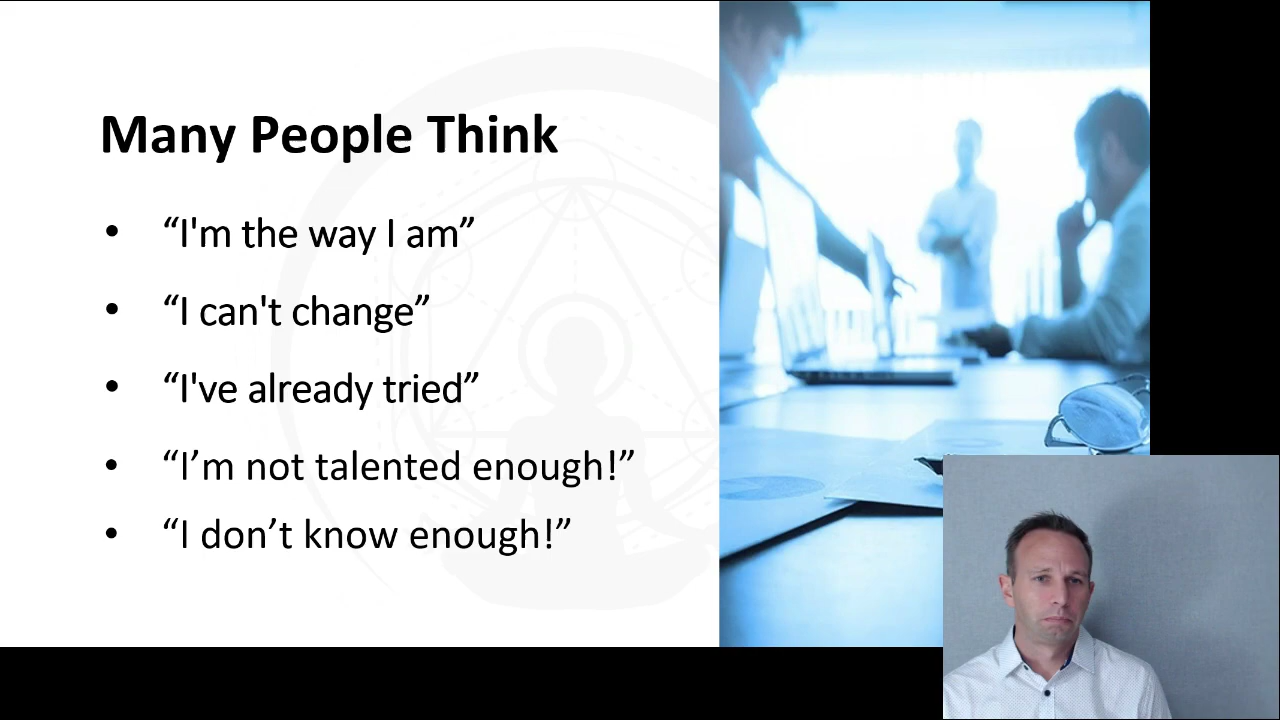 Many People Think
• “I'm the way I am”
• “I can't change”
• “I've already tried”
• “I’m not talented enough!”
• “I don’t know enough!”